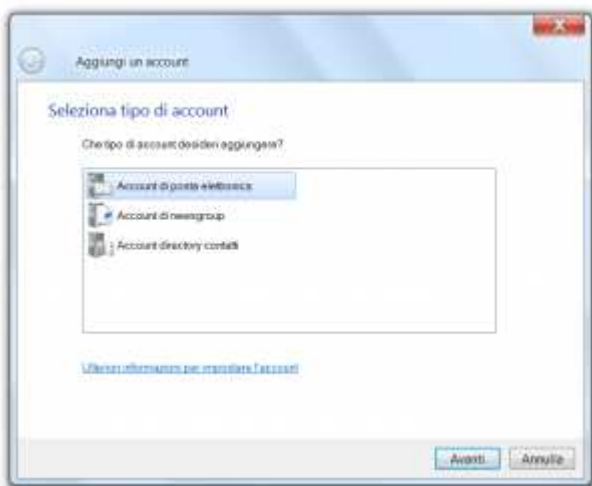 Aggiungi un account
Seleziona tipo di account
Che tipo di account desideri aggiungere?
Account di posta elettronica
Account di newsgroup
Account directory contatti
Ulteriori informazioni per impostare l'account
Avanti
Annulla